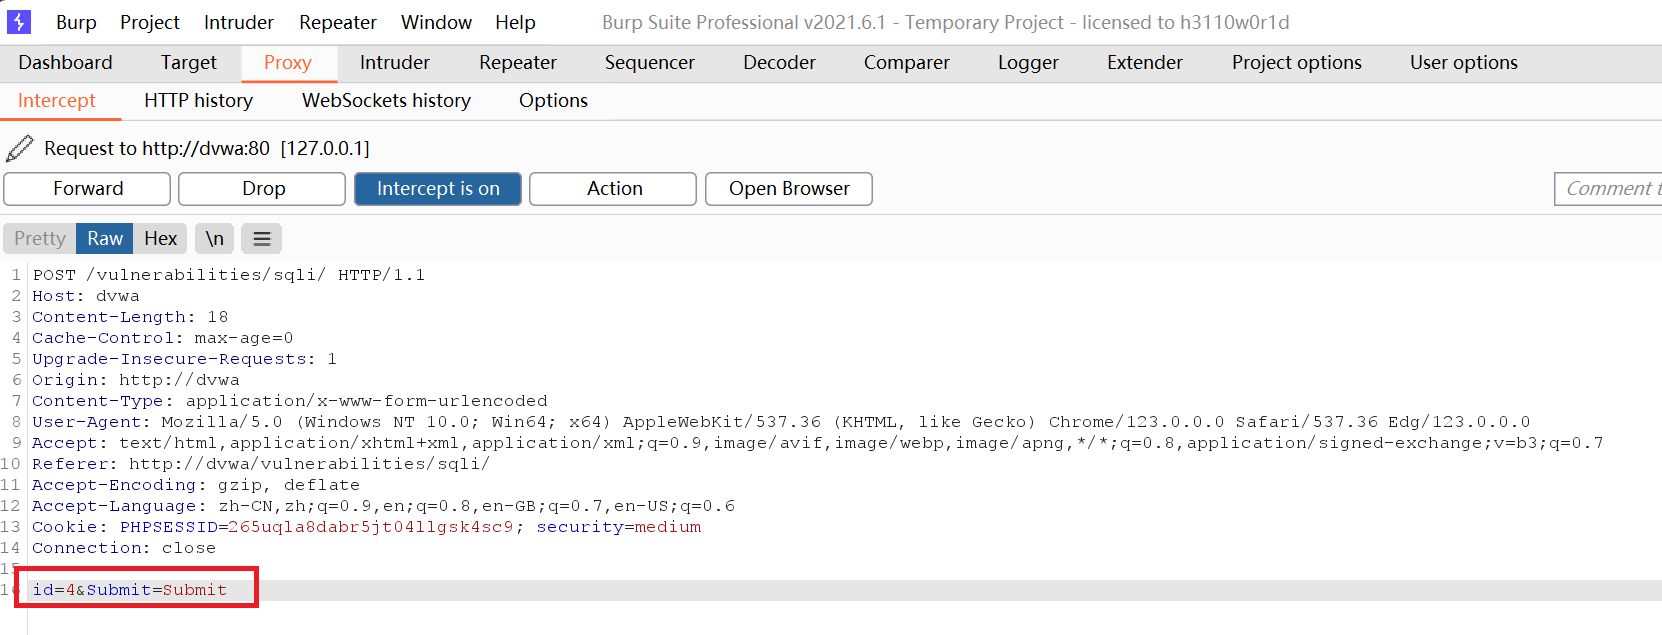 Burp Project Intruder Repeater Window Help Burp Suite Professional v2021.6.1 - Temporary Project - licensed to h3110w0r1d
Dashboard Target Proxy Intruder Repeater Sequencer Decoder Comparer Logger Extender Project options User options
Intercept HTTP history WebSockets history Options
Request to http://dvwa:80 [127.0.0.1]
Forward Drop Intercept is on Action Open Browser Comment t
Pretty Raw Hex \n
1 POST /vulnerabilities/sqli/ HTTP/1.1
2 Host: dvwa
3 Content-Length: 18
4 Cache-Control: max-age=0
5 Upgrade-Insecure-Requests: 1
6 Origin: http://dvwa
7 Content-Type: application/x-www-form-urlencoded
8 User-Agent: Mozilla/5.0 (Windows NT 10.0; Win64; x64) AppleWebKit/537.36 (KHTML, like Gecko) Chrome/123.0.0.0 Safari/537.36 Edg/123.0.0.0
9 Accept: text/html,application/xhtml+xml,application/xml;q=0.9,image/avif,image/webp,image/apng,*/*;q=0.8,application/signed-exchange;v=b3;q=0.7
10 Referer: http://dvwa/vulnerabilities/sqli/
11 Accept-Encoding: gzip, deflate
12 Accept-Language: zh-CN,zh;q=0.9,en;q=0.8,en-GB;q=0.7,en-US;q=0.6
13 Cookie: PHPSESSID=265uqla8dabr5jt04llgsk4sc9; security=medium
14 Connection: close
15
16 id=4&Submit=Submit